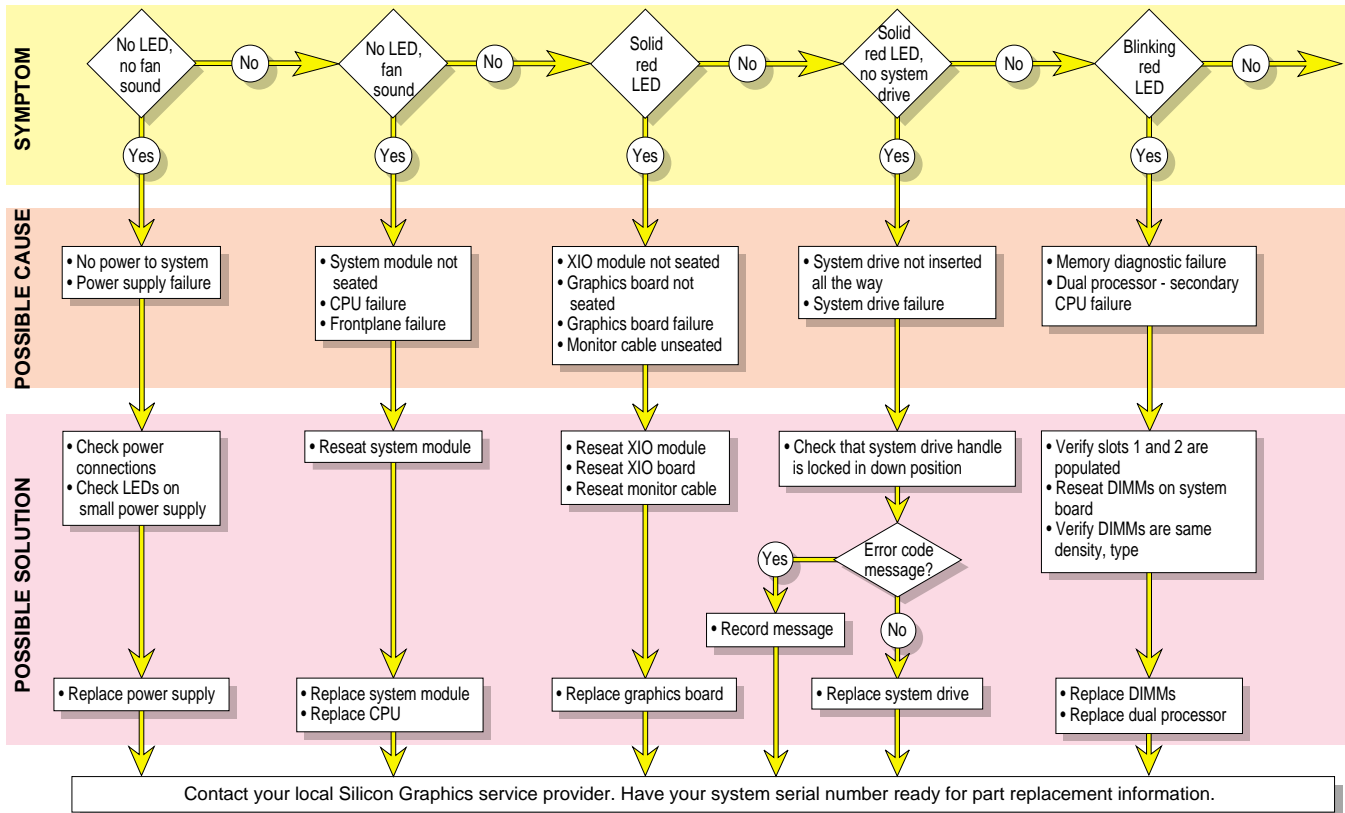 SYMPTOM
No LED,
no fan
sound
No
No LED,
fan
sound
No
Solid
red
LED
No
Solid
red LED,
no system
drive
No
Blinking
red
LED
No
Yes
Yes
Yes
Yes
Yes
POSSIBLE CAUSE
• No power to system
• Power supply failure
• System module not
seated
• CPU failure
• Frontplane failure
• XIO module not seated
• Graphics board not
seated
• Graphics board failure
• Monitor cable unseated
• System drive not inserted
all the way
• System drive failure
• Memory diagnostic failure
• Dual processor - secondary
CPU failure
POSSIBLE SOLUTION
• Check power
connections
• Check LEDs on
small power supply
• Reseat system module
• Reseat XIO module
• Reseat XIO board
• Reseat monitor cable
• Check that system drive handle
is locked in down position
• Verify slots 1 and 2 are
populated
• Reseat DIMMs on system
board
• Verify DIMMs are same
density, type
Error code
message?
Yes
No
• Record message
• Replace power supply
• Replace system module
• Replace CPU
• Replace graphics board
• Replace system drive
• Replace DIMMs
• Replace dual processor
Contact your local Silicon Graphics service provider. Have your system serial number ready for part replacement information.